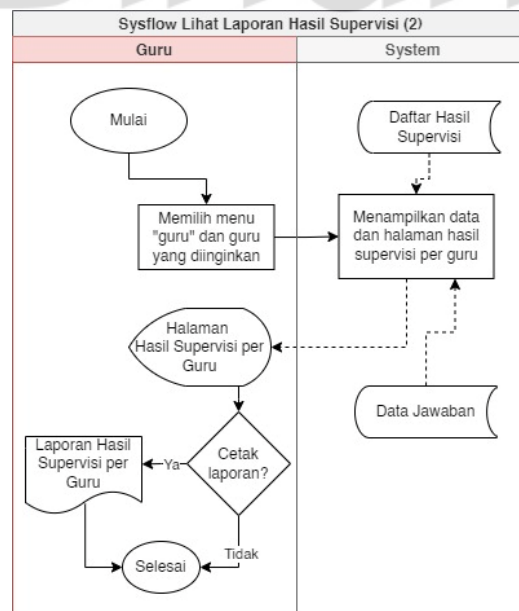 Sysflow Lihat Laporan Hasil Supervisi (2)
Guru
System
Mulai
Daftar Hasil
Supervisi
Memilih menu
"guru" dan guru
yang diinginkan
Menampilkan data
dan halaman hasil
supervisi per guru
Halaman
Hasil Supervisi per
Guru
Data Jawaban
Cetak
laporan?
Ya
Laporan Hasil
Supervisi per
Guru
Tidak
Selesai